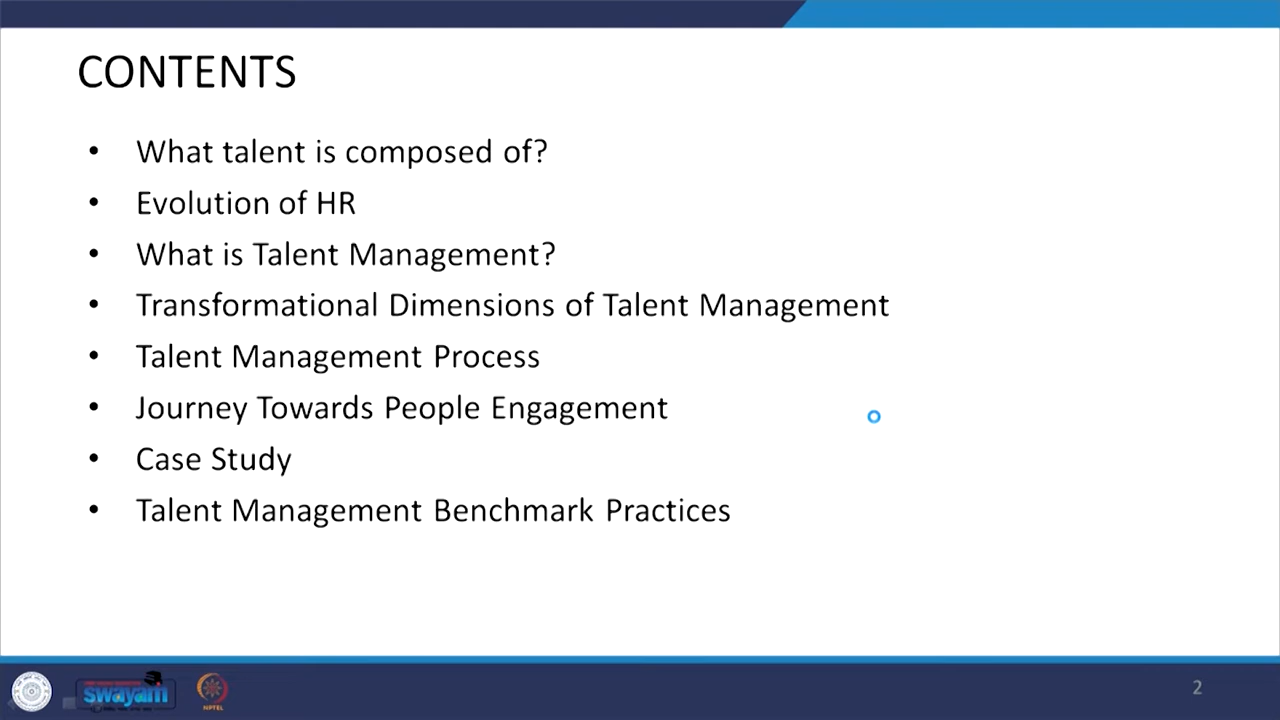 CONTENTS
• What talent is composed of?
• Evolution of HR
• What is Talent Management?
• Transformational Dimensions of Talent Management
• Talent Management Process
• Journey Towards People Engagement
• Case Study
• Talent Management Benchmark Practices
swayam
NPTEL
2